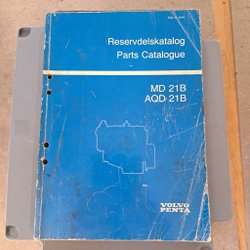 Reservdelskatalog
Parts Catalogue
MD 21B
AQD 21B
VOLVO
PENTA